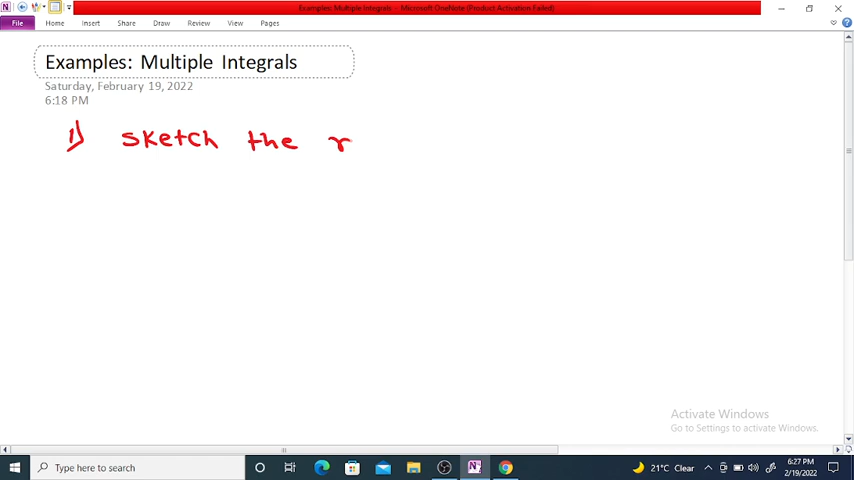 Examples: Multiple Integrals -- Microsoft OneNote (Product Activation Failed)
File Home Insert Share Draw Review View Pages
Examples: Multiple Integrals
Saturday, February 19, 2022
6:18 PM
1) sketch the r
Activate Windows
Go to Settings to activate Windows.
Type here to search
21°C Clear
6:27 PM
2/19/2022